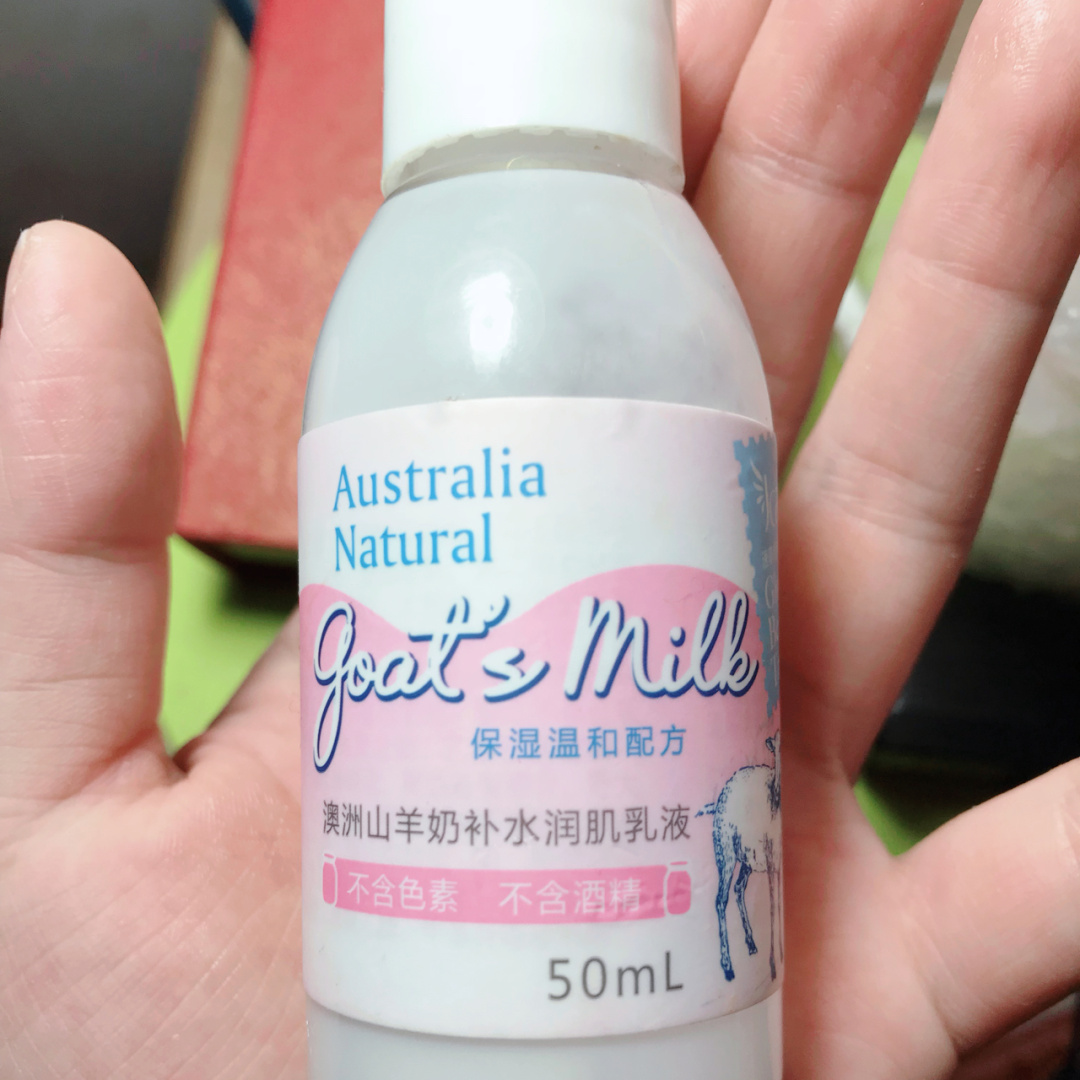 Australia
Natural
Goat's Milk
保湿温和配方
澳洲山羊奶补水润肌乳液
不含色素 不含酒精
50mL